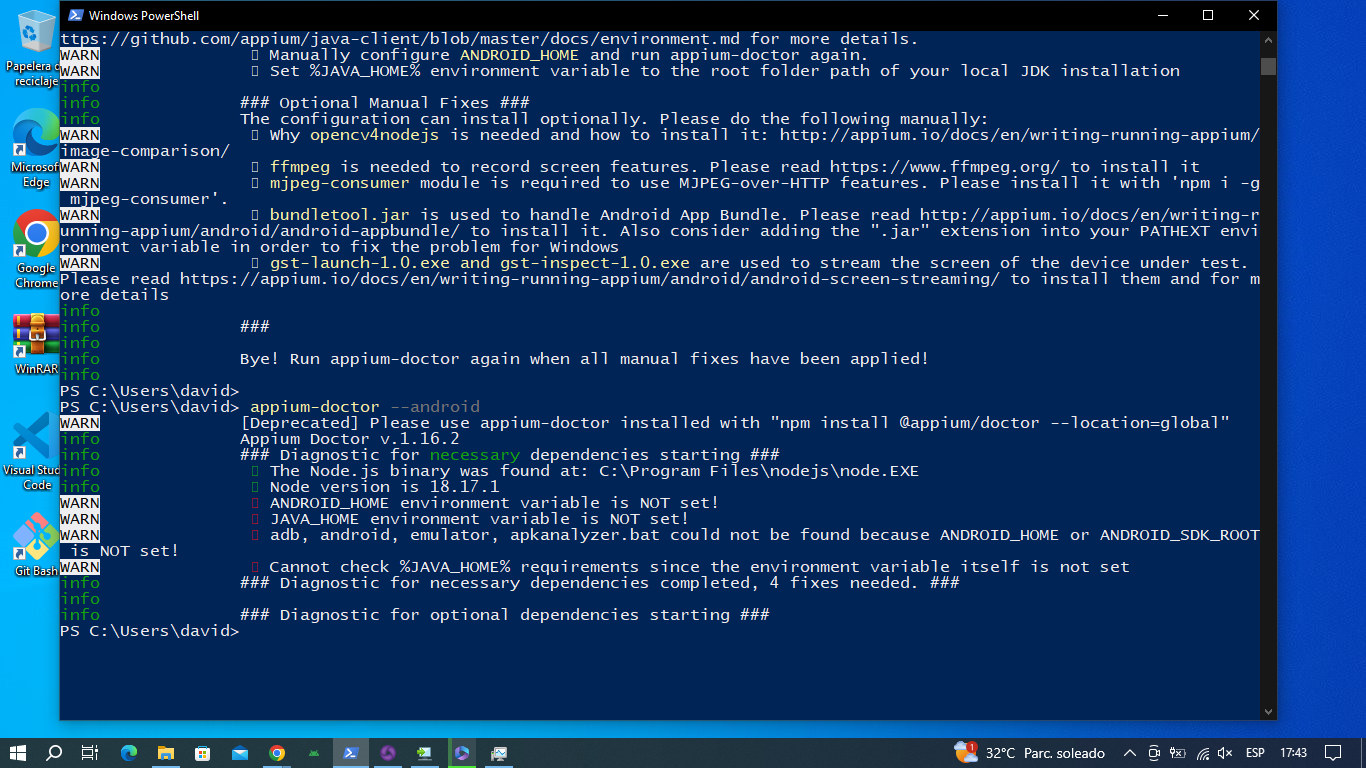 Windows PowerShell
Papelera d
reciclaje
Microsof
Edge
Google
Chrome
WinRAR
Visual Stud
Code
Git Bash
ttps://github.com/appium/java-client/blob/master/docs/environment.md for more details.
WARN Manually configure ANDROID_HOME and run appium-doctor again.
WARN Set %JAVA_HOME% environment variable to the root folder path of your local JDK installation
info
info ### Optional Manual Fixes ###
info The configuration can install optionally. Please do the following manually:
WARN Why opencv4nodejs is needed and how to install it: http://appium.io/docs/en/writing-running-appium/
image-comparison/
WARN ffmpeg is needed to record screen features. Please read https://www.ffmpeg.org/ to install it
WARN mjpeg-consumer module is required to use MJPEG-over-HTTP features. Please install it with 'npm i -g
mjpeg-consumer'.
WARN bundletool.jar is used to handle Android App Bundle. Please read http://appium.io/docs/en/writing-r
unning-appium/android/android-appbundle/ to install it. Also consider adding the ".jar" extension into your PATHEXT envi
ronment variable in order to fix the problem for Windows
WARN gst-launch-1.0.exe and gst-inspect-1.0.exe are used to stream the screen of the device under test.
Please read https://appium.io/docs/en/writing-running-appium/android/android-screen-streaming/ to install them and for m
ore details
info
info ###
info
info Bye! Run appium-doctor again when all manual fixes have been applied!
info
PS C:\Users\david>
PS C:\Users\david> appium-doctor --android
WARN [Deprecated] Please use appium-doctor installed with "npm install @appium/doctor --location=global"
info Appium Doctor v.1.16.2
info ### Diagnostic for necessary dependencies starting ###
info The Node.js binary was found at: C:\Program Files\nodejs\node.EXE
info Node version is 18.17.1
WARN ANDROID_HOME environment variable is NOT set!
WARN JAVA_HOME environment variable is NOT set!
WARN adb, android, emulator, apkanalyzer.bat could not be found because ANDROID_HOME or ANDROID_SDK_ROOT
is NOT set!
WARN Cannot check %JAVA_HOME% requirements since the environment variable itself is not set
info ### Diagnostic for necessary dependencies completed, 4 fixes needed. ###
info
info ### Diagnostic for optional dependencies starting ###
PS C:\Users\david>
1 32°C Parc. soleado ESP 17:43